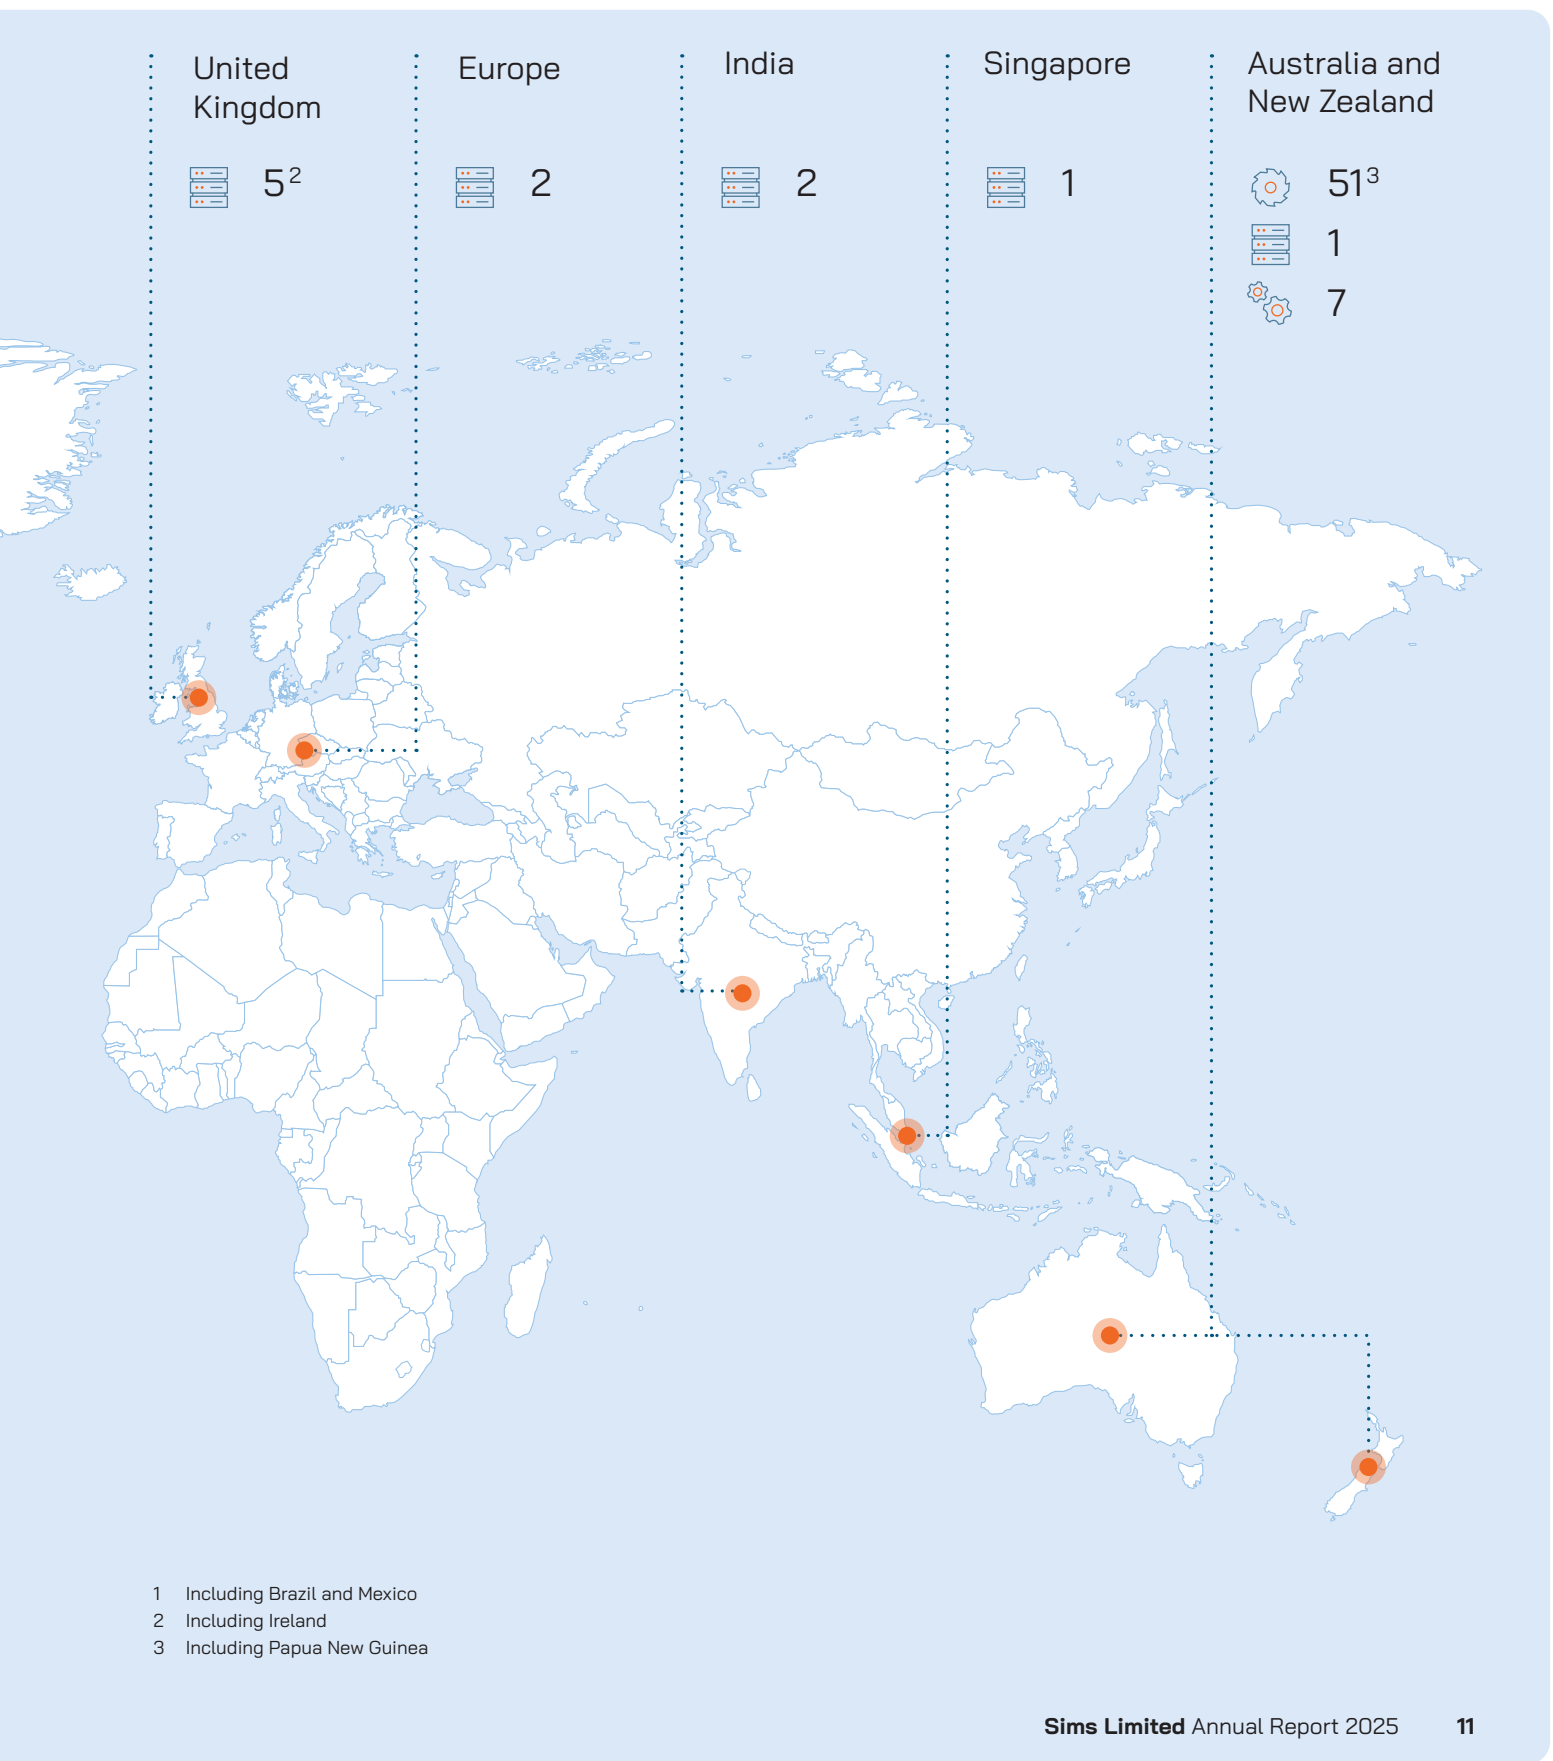 United
Kingdom
5²
Europe
2
India
2
Singapore
1
Australia and
New Zealand
51³
1
7
1 Including Brazil and Mexico
2 Including Ireland
3 Including Papua New Guinea
Sims Limited Annual Report 2025 11